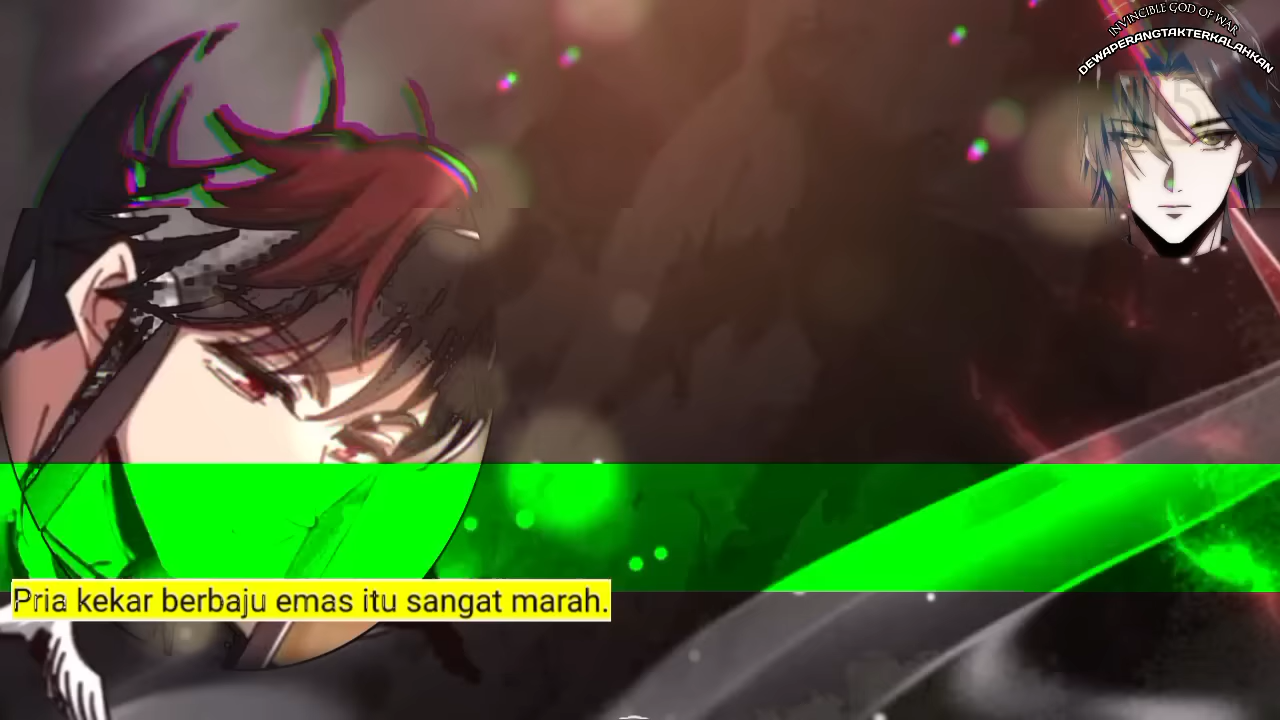 INVINCIBLE GOD OF WAR
DEWAPERANGTAKTERKALAHKAN
Pria kekar berbaju emas itu sangat marah.